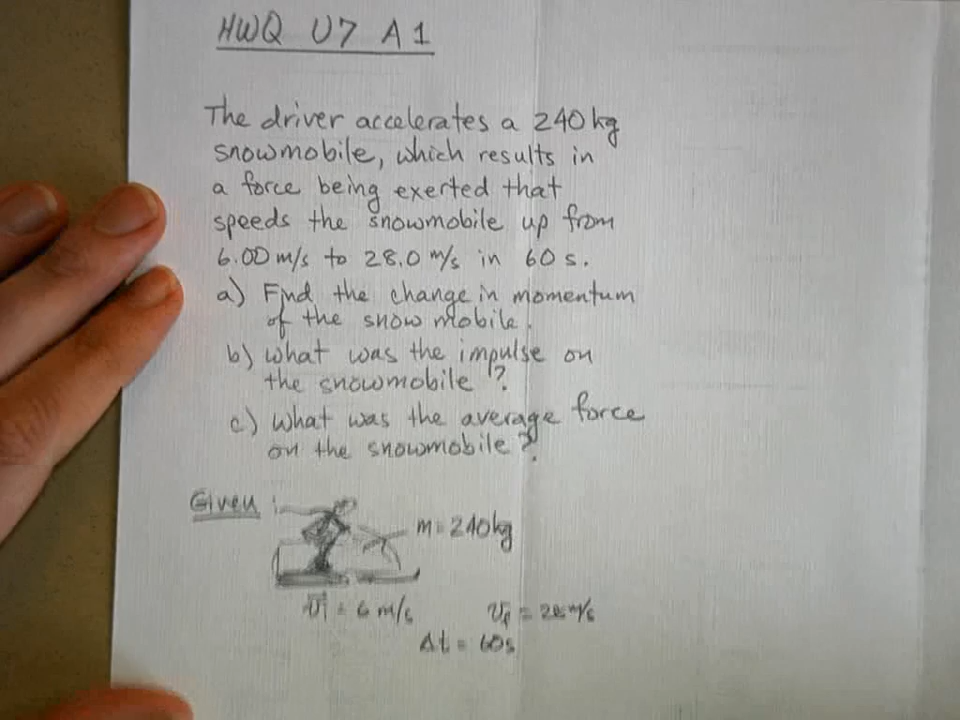 HWQ U7 A1
The driver accelerates a 240 kg
snowmobile, which results in
a force being exerted that
speeds the snowmobile up from
6.00 m/s to 28.0 m/s in 60 s.
a) Find the change in momentum
of the snow mobile.
b) what was the impulse on
the snowmobile ?
c) what was the average force
on the snowmobile ?
Given :
m = 240 kg
Vi = 6 m/s Vf = 28 m/s
Δt = 60s